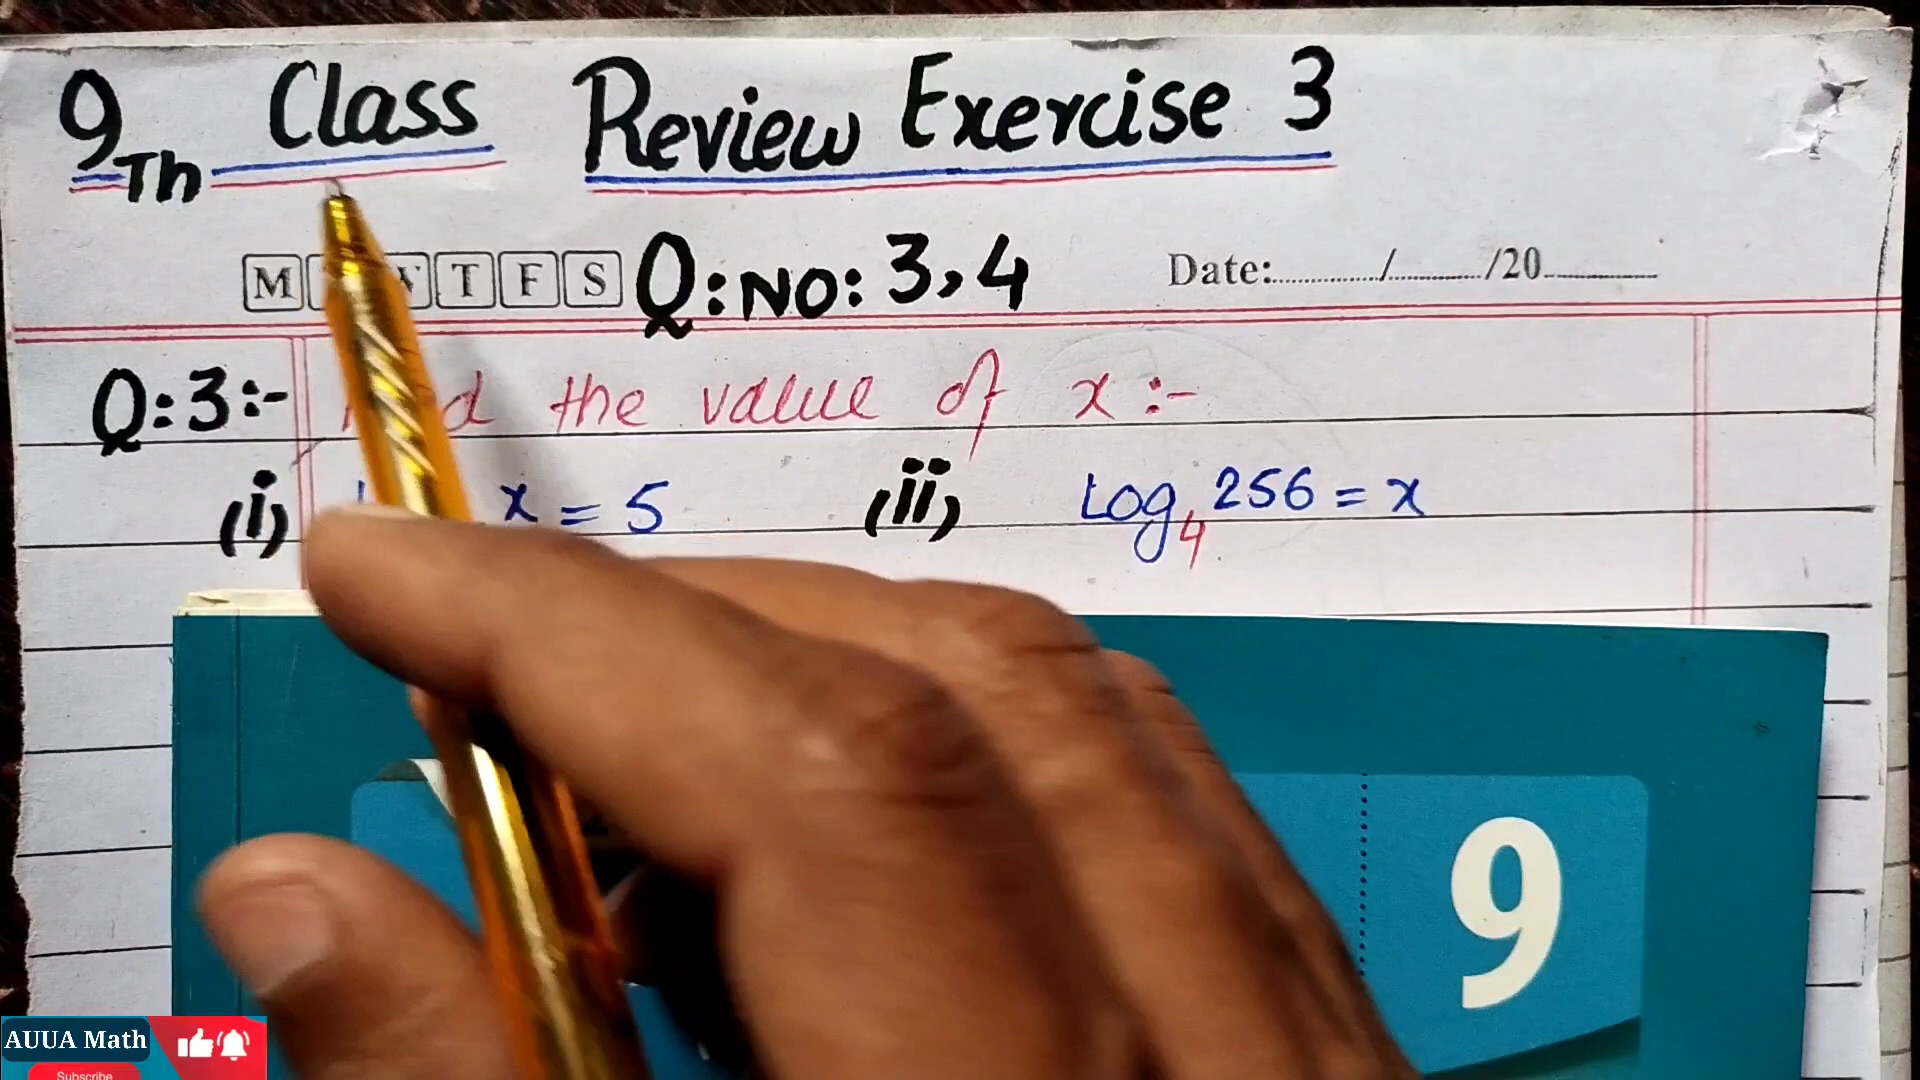 9Th Class Review Exercise 3
M T F S Q:NO: 3,4 Date:............/............/20............
Q:3:- the value of x:-
(i) x = 5 (ii) Log₄ 256 = x
9
AUUA Math
Subscribe